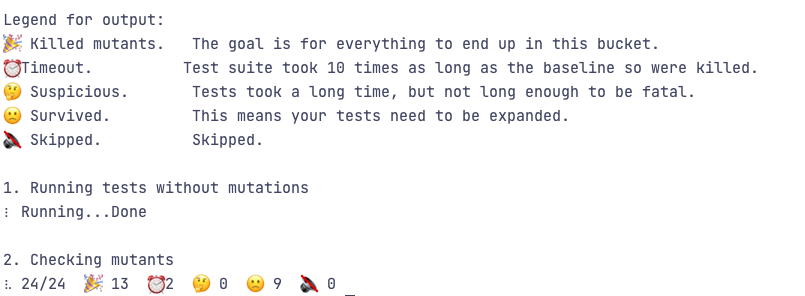 Legend for output:
🎉 Killed mutants.   The goal is for everything to end up in this bucket.
⏰Timeout.          Test suite took 10 times as long as the baseline so were killed.
🤔 Suspicious.       Tests took a long time, but not long enough to be fatal.
🙁 Survived.         This means your tests need to be expanded.
🔇 Skipped.          Skipped.

1. Running tests without mutations
⠸ Running...Done

2. Checking mutants
⠧ 24/24  🎉 13  ⏰2  🤔 0  🙁 9  🔇 0 _